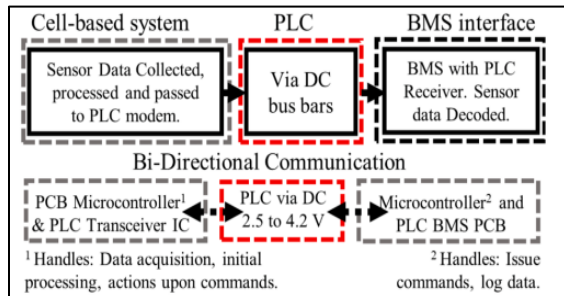 Cell-based system
PLC
BMS interface
Sensor Data Collected,
processed and passed
to PLC modem.
Via DC
bus bars
BMS with PLC
Receiver. Sensor
data Decoded.
Bi-Directional Communication
PCB Microcontroller¹
& PLC Transceiver IC
PLC via DC
2.5 to 4.2 V
Microcontroller² and
PLC BMS PCB
¹ Handles: Data acquisition, initial
processing, actions upon commands.
² Handles: Issue
commands, log data.